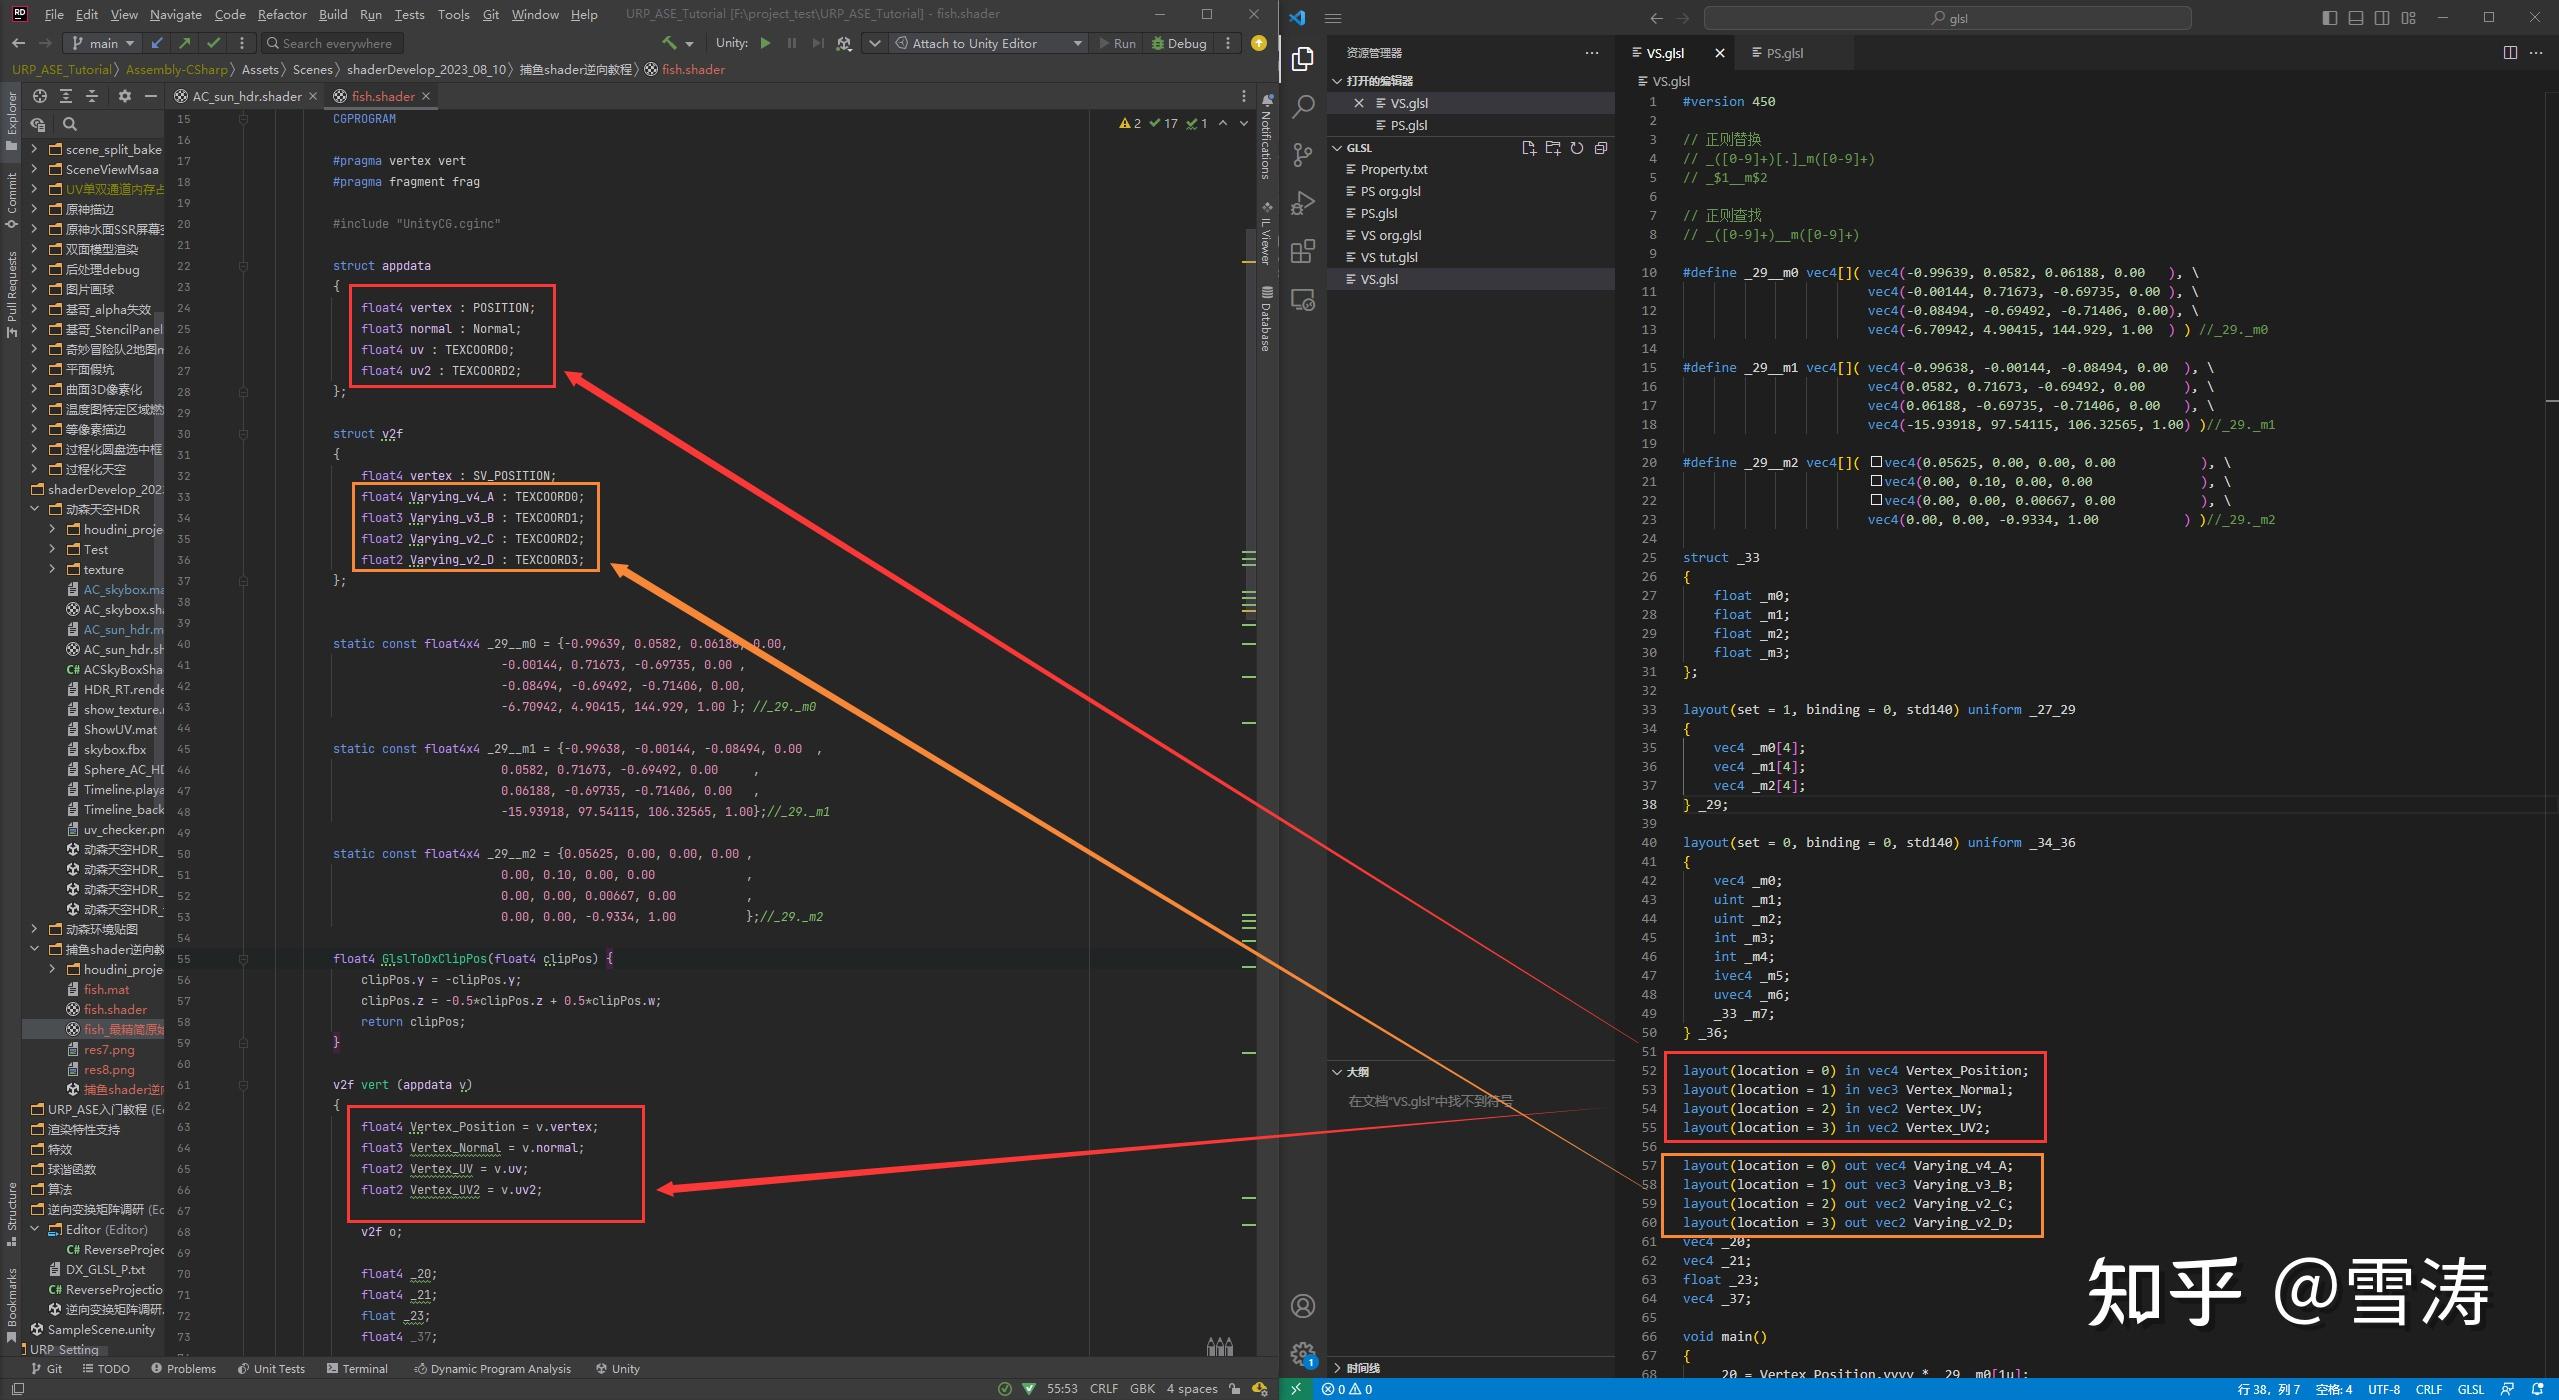 File Edit View Navigate Code Refactor Build Run Tests Tools Git Window Help URP_ASE_Tutorial [F:\project_test\URP_ASE_Tutorial] - fish.shader
main Search everywhere Unity: Attach to Unity Editor Run Debug
URP_ASE_Tutorial Assembly-CSharp Assets Scenes shaderDevelop_2023_08_10 捕鱼shader逆向教程 fish.shader
AC_sun_hdr.shader fish.shader
Explorer
Commit
Pull Requests
Structure
Bookmarks
scene_split_bake
SceneViewMsaa
UV单双通道内存占
原神描边
原神水面SSR屏幕
双面模型渲染
后处理debug
图片画球
基哥_alpha失效
基哥_StencilPanel
奇妙冒险队2地图
平面假坑
曲面3D像素化
温度图特定区域燃
等像素描边
过程化圆盘选中框
过程化天空
shaderDevelop_202
动森天空HDR
houdini_proje
Test
texture
AC_skybox.ma
AC_skybox.sha
AC_sun_hdr.m
AC_sun_hdr.sh
C# ACSkyBoxSha
HDR_RT.rende
show_texture.
ShowUV.mat
skybox.fbx
Sphere_AC_HD
Timeline.playa
Timeline_back
uv_checker.pn
动森天空HDR_
动森天空HDR_
动森天空HDR_
动森天空HDR_
动森环境贴图
捕鱼shader逆向教
houdini_proje
fish.mat
fish.shader
fish_最精简原始
res7.png
res8.png
捕鱼shader逆向
URP_ASE入门教程 (Ec
渲染特性支持
特效
球谐函数
算法
逆向变换矩阵调研 (Ec
Editor (Editor)
C# ReverseProjec
DX_GLSL_P.txt
C# ReverseProjectio
逆向变换矩阵调研.
SampleScene.unity
URP Setting
2 17 1
15 CGPROGRAM
16
17 #pragma vertex vert
18 #pragma fragment frag
19
20 #include "UnityCG.cginc"
21
22 struct appdata
23 {
24 float4 vertex : POSITION;
25 float3 normal : Normal;
26 float4 uv : TEXCOORD0;
27 float4 uv2 : TEXCOORD2;
28 };
29
30 struct v2f
31 {
32 float4 vertex : SV_POSITION;
33 float4 Varying_v4_A : TEXCOORD0;
34 float3 Varying_v3_B : TEXCOORD1;
35 float2 Varying_v2_C : TEXCOORD2;
36 float2 Varying_v2_D : TEXCOORD3;
37 };
38
39
40 static const float4x4 _29__m0 = {-0.99639, 0.0582, 0.06188, 0.00,
41 -0.00144, 0.71673, -0.69735, 0.00 ,
42 -0.08494, -0.69492, -0.71406, 0.00,
43 -6.70942, 4.90415, 144.929, 1.00 }; //_29._m0
44
45 static const float4x4 _29__m1 = {-0.99638, -0.00144, -0.08494, 0.00 ,
46 0.0582, 0.71673, -0.69492, 0.00 ,
47 0.06188, -0.69735, -0.71406, 0.00 ,
48 -15.93918, 97.54115, 106.32565, 1.00};//_29._m1
49
50 static const float4x4 _29__m2 = {0.05625, 0.00, 0.00, 0.00 ,
51 0.00, 0.10, 0.00, 0.00 ,
52 0.00, 0.00, 0.00667, 0.00 ,
53 0.00, 0.00, -0.9334, 1.00 };//_29._m2
54
55 float4 GlslToDxClipPos(float4 clipPos) {
56 clipPos.y = -clipPos.y;
57 clipPos.z = -0.5*clipPos.z + 0.5*clipPos.w;
58 return clipPos;
59 }
60
61 v2f vert (appdata v)
62 {
63 float4 Vertex_Position = v.vertex;
64 float3 Vertex_Normal = v.normal;
65 float2 Vertex_UV = v.uv;
66 float2 Vertex_UV2 = v.uv2;
67
68 v2f o;
69
70 float4 _20;
71 float4 _21;
72 float _23;
73 float4 _37;
Notifications
IL Viewer
Database
Git TODO Problems Unit Tests Terminal Dynamic Program Analysis Unity
55:53 CRLF GBK 4 spaces
glsl
资源管理器
打开的编辑器
VS.glsl
PS.glsl
GLSL
Property.txt
PS org.glsl
PS.glsl
VS org.glsl
VS tut.glsl
VS.glsl
大纲
在文档"VS.glsl"中找不到符号
时间线
VS.glsl PS.glsl
VS.glsl
1 #version 450
2
3 // 正则替换
4 // _([0-9]+)[.]_m([0-9]+)
5 // _$1__m$2
6
7 // 正则查找
8 // _([0-9]+)__m([0-9]+)
9
10 #define _29__m0 vec4[]( vec4(-0.99639, 0.0582, 0.06188, 0.00 ), \
11 vec4(-0.00144, 0.71673, -0.69735, 0.00 ), \
12 vec4(-0.08494, -0.69492, -0.71406, 0.00), \
13 vec4(-6.70942, 4.90415, 144.929, 1.00 ) ) //_29._m0
14
15 #define _29__m1 vec4[]( vec4(-0.99638, -0.00144, -0.08494, 0.00 ), \
16 vec4(0.0582, 0.71673, -0.69492, 0.00 ), \
17 vec4(0.06188, -0.69735, -0.71406, 0.00 ), \
18 vec4(-15.93918, 97.54115, 106.32565, 1.00) )//_29._m1
19
20 #define _29__m2 vec4[]( vec4(0.05625, 0.00, 0.00, 0.00 ), \
21 vec4(0.00, 0.10, 0.00, 0.00 ), \
22 vec4(0.00, 0.00, 0.00667, 0.00 ), \
23 vec4(0.00, 0.00, -0.9334, 1.00 ) )//_29._m2
24
25 struct _33
26 {
27 float _m0;
28 float _m1;
29 float _m2;
30 float _m3;
31 };
32
33 layout(set = 1, binding = 0, std140) uniform _27_29
34 {
35 vec4 _m0[4];
36 vec4 _m1[4];
37 vec4 _m2[4];
38 } _29;
39
40 layout(set = 0, binding = 0, std140) uniform _34_36
41 {
42 vec4 _m0;
43 uint _m1;
44 uint _m2;
45 int _m3;
46 int _m4;
47 ivec4 _m5;
48 uvec4 _m6;
49 _33 _m7;
50 } _36;
51
52 layout(location = 0) in vec4 Vertex_Position;
53 layout(location = 1) in vec3 Vertex_Normal;
54 layout(location = 2) in vec2 Vertex_UV;
55 layout(location = 3) in vec2 Vertex_UV2;
56
57 layout(location = 0) out vec4 Varying_v4_A;
58 layout(location = 1) out vec3 Varying_v3_B;
59 layout(location = 2) out vec2 Varying_v2_C;
60 layout(location = 3) out vec2 Varying_v2_D;
61 vec4 _20;
62 vec4 _21;
63 float _23;
64 vec4 _37;
65
66 void main()
67 {
68 _20 = Vertex_Position.yyyy * _29__m0[1u];
知乎 @雪涛
0 0 行 38，列 7 空格: 4 UTF-8 CRLF GLSL